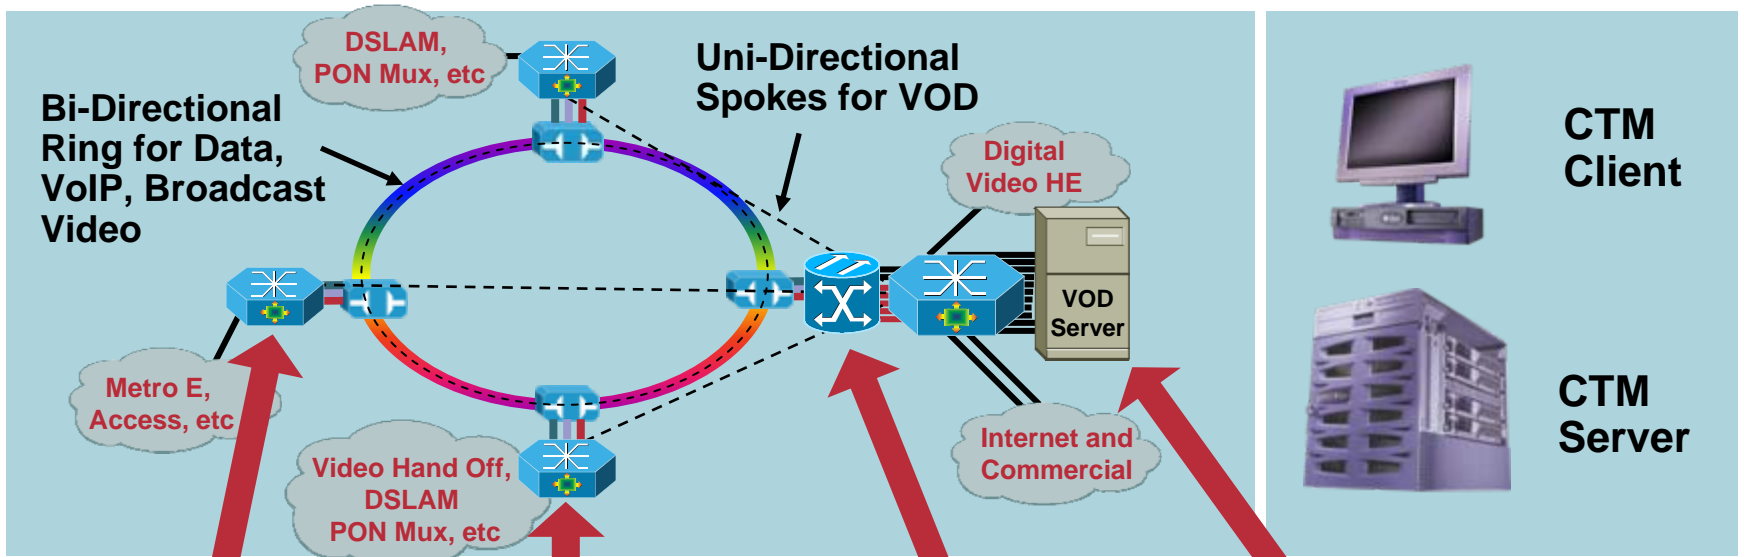 DSLAM,
PON Mux, etc
Uni-Directional
Spokes for VOD
Bi-Directional
Ring for Data,
VoIP, Broadcast
Video
Digital
Video HE
VOD
Server
Metro E,
Access, etc
Video Hand Off,
DSLAM
PON Mux, etc
Internet and
Commercial
CTM
Client
CTM
Server